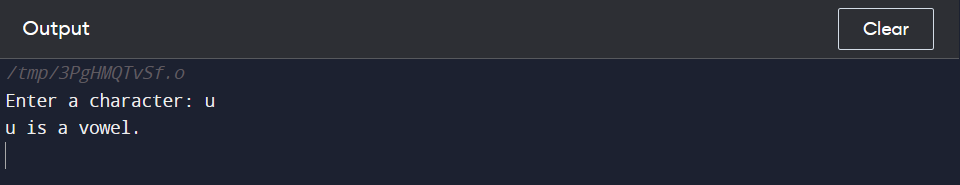 Output
Clear
/tmp/3PgHMQTvSf.o
Enter a character: u
u is a vowel.